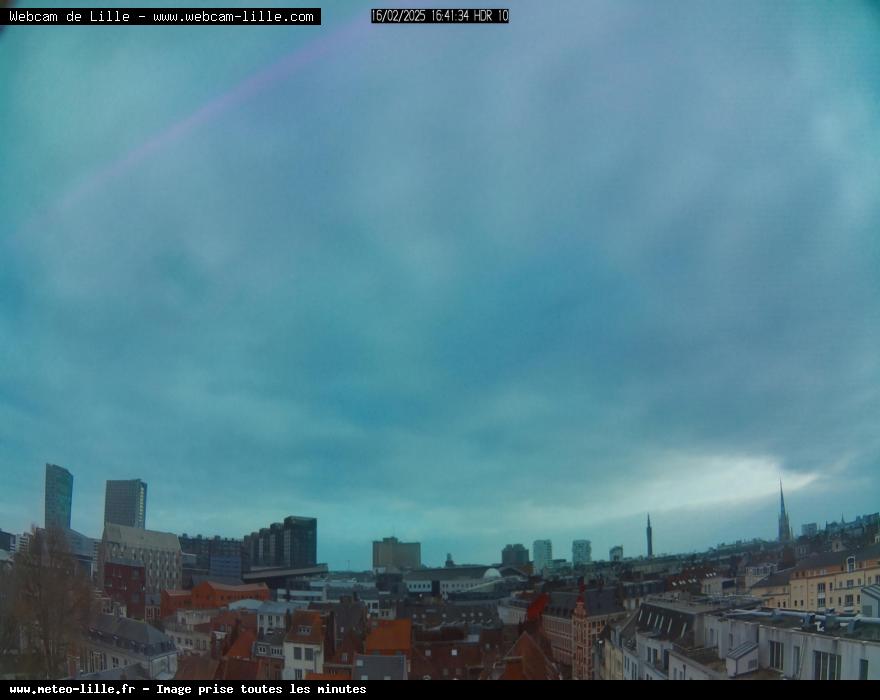 Webcam de Lille - www.webcam-lille.com
16/02/2025 16:41:34 HDR 10
www.meteo-lille.fr - Image prise toutes les minutes